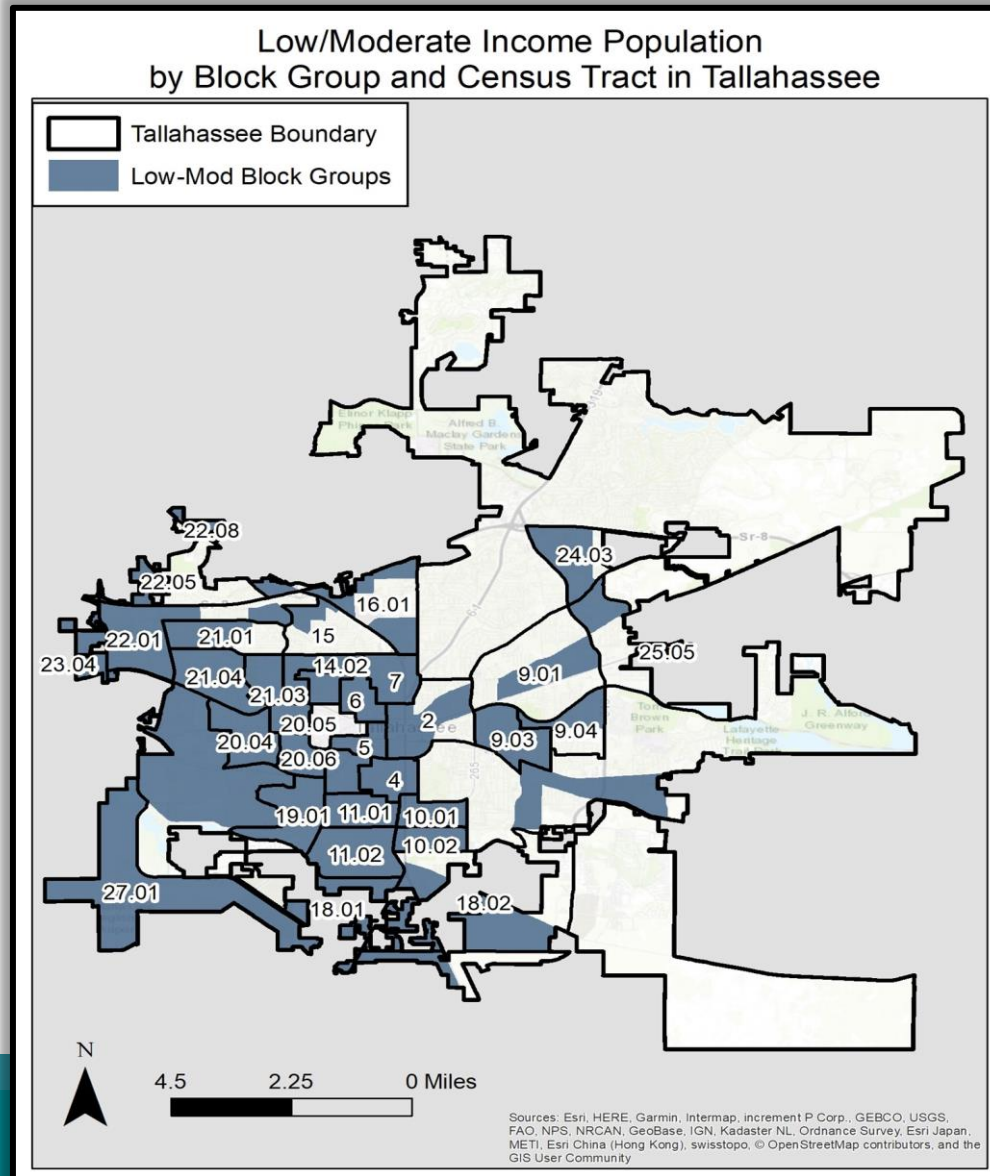 Low/Moderate Income Population
by Block Group and Census Tract in Tallahassee
Tallahassee Boundary
Low-Mod Block Groups
Elinor Klapp
Park
Alfred B.
Maclay Gardens
State Park
319
22.08
Sr-8
24.03
22.05
16.01
61
22.01
21.01
15
23.04
14.02
25.05
21.04
9.01
7
21.03
6
2
Tom
Brown
Park
J. R. Alford
Greenway
20.05
9.03
9.04
Lafayette
Heritage
Trail Park
20.04
5
20.06
265
4
19.01
11.01
10.01
11.02
10.02
27.01
18.01
18.02
N
4.5 2.25 0 Miles
Sources: Esri, HERE, Garmin, Intermap, increment P Corp., GEBCO, USGS,
FAO, NPS, NRCAN, GeoBase, IGN, Kadaster NL, Ordnance Survey, Esri Japan,
METI, Esri China (Hong Kong), swisstopo, © OpenStreetMap contributors, and the
GIS User Community